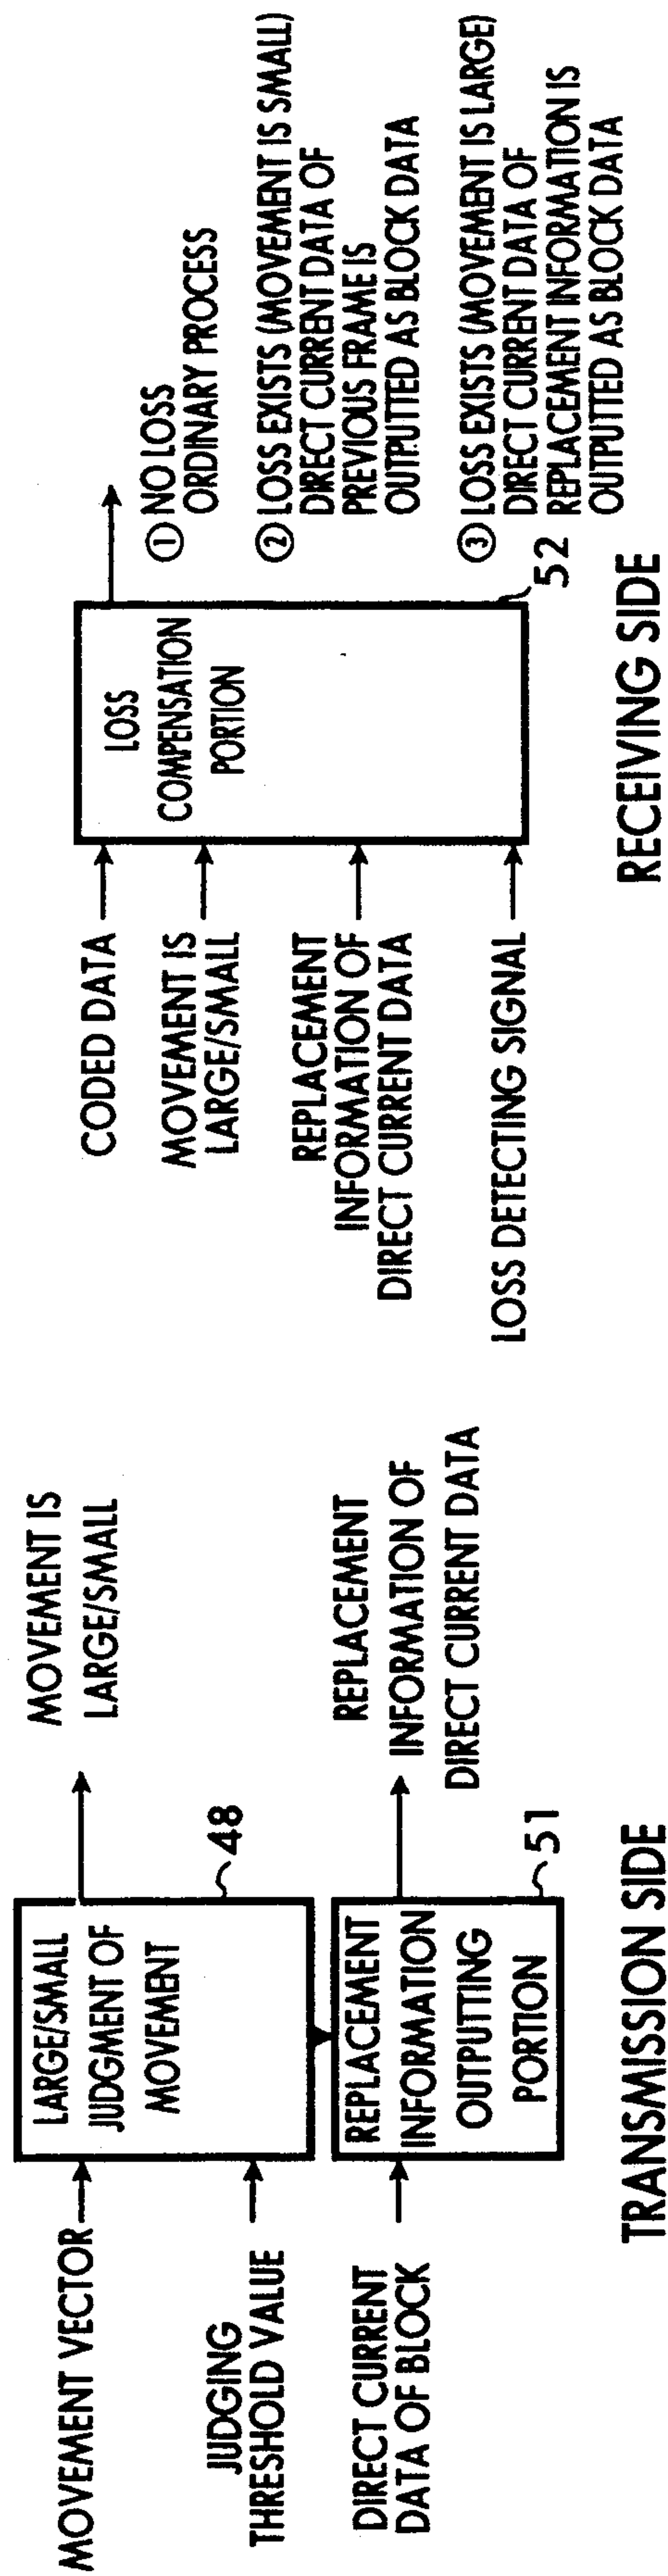 MOVEMENT VECTOR
JUDGING
THRESHOLD VALUE
LARGE/SMALL
JUDGMENT OF
MOVEMENT
48
MOVEMENT IS
LARGE/SMALL
DIRECT CURRENT
DATA OF BLOCK
REPLACEMENT
INFORMATION
OUTPUTTING
PORTION
51
REPLACEMENT
INFORMATION OF
DIRECT CURRENT DATA
TRANSMISSION SIDE
CODED DATA
MOVEMENT IS
LARGE/SMALL
REPLACEMENT
INFORMATION OF
DIRECT CURRENT DATA
LOSS DETECTING SIGNAL
LOSS
COMPENSATION
PORTION
52
① NO LOSS
ORDINARY PROCESS
② LOSS EXISTS (MOVEMENT IS SMALL)
DIRECT CURRENT DATA OF
PREVIOUS FRAME IS
OUTPUTTED AS BLOCK DATA
③ LOSS EXISTS (MOVEMENT IS LARGE)
DIRECT CURRENT DATA OF
REPLACEMENT INFORMATION IS
OUTPUTTED AS BLOCK DATA
RECEIVING SIDE